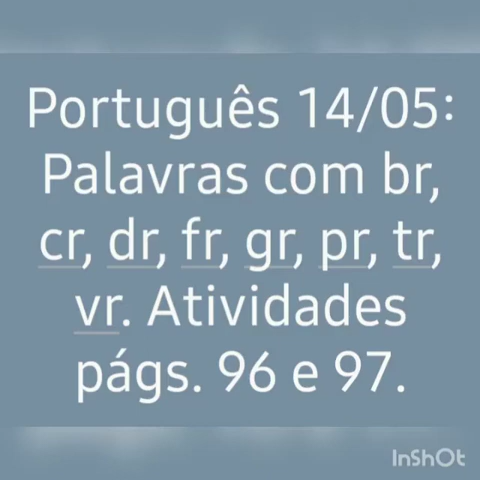 Português 14/05:
Palavras com br,
cr, dr, fr, gr, pr, tr,
vr. Atividades
págs. 96 e 97.
InShOt